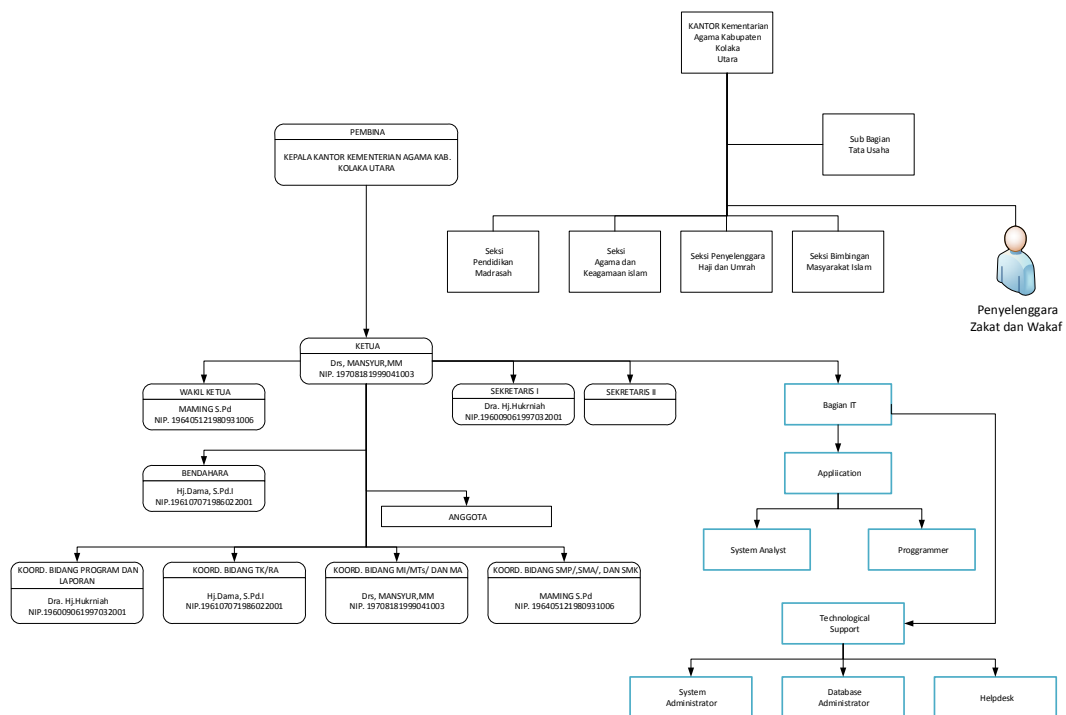 KANTOR Kementarian
Agama Kabupaten
Kolaka
Utara
Sub Bagian
Tata Usaha
Seksi
Pendidikan
Madrasah
Seksi
Agama dan
Keagamaan islam
Seksi Penyelenggara
Haji dan Umrah
Seksi Bimbingan
Masyarakat Islam
Penyelenggara
Zakat dan Wakaf
PEMBINA
KEPALA KANTOR KEMENTERIAN AGAMA KAB.
KOLAKA UTARA
KETUA
Drs, MANSYUR,MM
NIP. 19708181999041003
WAKIL KETUA
MAMING S.Pd
NIP. 196405121980931006
SEKRETARIS I
Dra. Hj.Hukrniah
NIP.196009061997032001
SEKRETARIS II
BENDAHARA
Hj.Dama, S.Pd.I
NIP.196107071986022001
ANGGOTA
KOORD. BIDANG PROGRAM DAN
LAPORAN
Dra. Hj.Hukrniah
NIP.196009061997032001
KOORD. BIDANG TK/RA
Hj.Dama, S.Pd.I
NIP.196107071986022001
KOORD. BIDANG MI/MTs/ DAN MA
Drs, MANSYUR,MM
NIP. 19708181999041003
KOORD. BIDANG SMP/,SMA/, DAN SMK
MAMING S.Pd
NIP. 196405121980931006
Bagian IT
Appliication
System Analyst
Proggrammer
Technological
Support
System
Administrator
Database
Administrator
Helpdesk